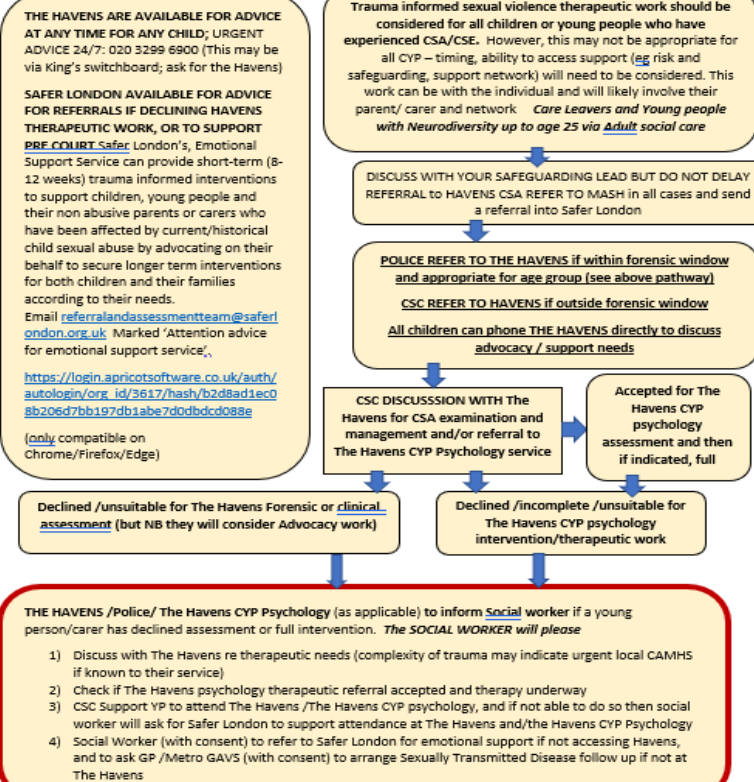 THE HAVENS ARE AVAILABLE FOR ADVICE
AT ANY TIME FOR ANY CHILD; URGENT
ADVICE 24/7: 020 3299 6900 (This may be
via King's switchboard; ask for the Havens)
SAFER LONDON AVAILABLE FOR ADVICE
FOR REFERRALS IF DECLINING HAVENS
THERAPEUTIC WORK, OR TO SUPPORT
PRE COURT Safer London's, Emotional
Support Service can provide short-term (8-
12 weeks) trauma informed interventions
to support children, young people and
their non abusive parents or carers who
have been affected by current/historical
child sexual abuse by advocating on their
behalf to secure longer term interventions
for both children and their families
according to their needs.
Email referralandassessmentteam@saferl
ondon.org.uk Marked 'Attention advice
for emotional support service'.
https://login.apricotsoftware.co.uk/auth/
autologin/org_id/3617/hash/b2d8ad1ec0
8b206d7bb197db1abe7d0dbdcd088e
(only compatible on
Chrome/Firefox/Edge)
Trauma informed sexual violence therapeutic work should be
considered for all children or young people who have
experienced CSA/CSE. However, this may not be appropriate for
all CYP – timing, ability to access support (eg risk and
safeguarding, support network) will need to be considered. This
work can be with the individual and will likely involve their
parent/ carer and network Care Leavers and Young people
with Neurodiversity up to age 25 via Adult social care
DISCUSS WITH YOUR SAFEGUARDING LEAD BUT DO NOT DELAY
REFERRAL to HAVENS CSA REFER TO MASH in all cases and send
a referral into Safer London
POLICE REFER TO THE HAVENS if within forensic window
and appropriate for age group (see above pathway)
CSC REFER TO HAVENS if outside forensic window
All children can phone THE HAVENS directly to discuss
advocacy / support needs
CSC DISCUSSSION WITH The
Havens for CSA examination and
management and/or referral to
The Havens CYP Psychology service
Accepted for The
Havens CYP
psychology
assessment and then
if indicated, full
Declined /unsuitable for The Havens Forensic or clinical
assessment (but NB they will consider Advocacy work)
Declined /incomplete /unsuitable for
The Havens CYP psychology
intervention/therapeutic work
THE HAVENS /Police/ The Havens CYP Psychology (as applicable) to inform Social worker if a young
person/carer has declined assessment or full intervention. The SOCIAL WORKER will please
1) Discuss with The Havens re therapeutic needs (complexity of trauma may indicate urgent local CAMHS
if known to their service)
2) Check if The Havens psychology therapeutic referral accepted and therapy underway
3) CSC Support YP to attend The Havens /The Havens CYP psychology, and if not able to do so then social
worker will ask for Safer London to support attendance at The Havens and/the Havens CYP Psychology
4) Social Worker (with consent) to refer to Safer London for emotional support if not accessing Havens,
and to ask GP /Metro GAVS (with consent) to arrange Sexually Transmitted Disease follow up if not at
The Havens